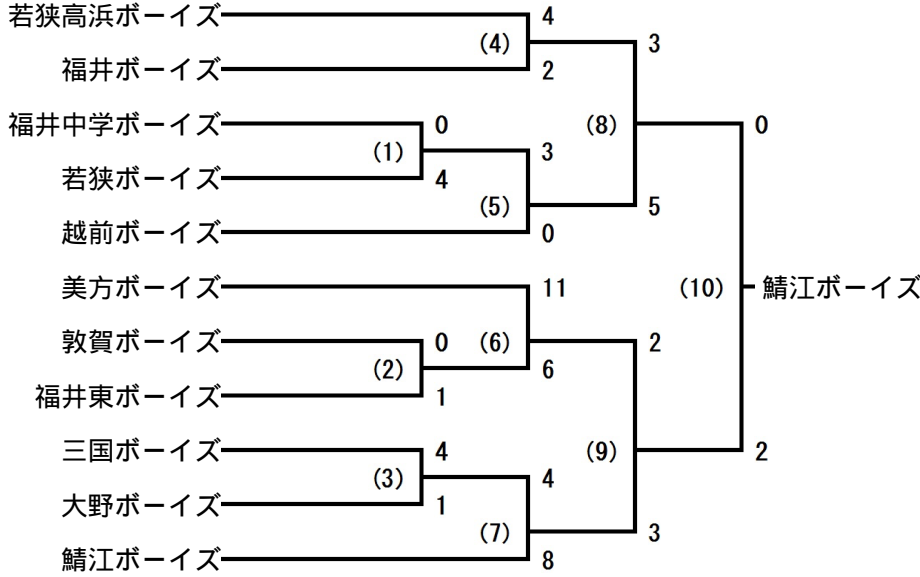 若狭高浜ボーイズ 4
(4) 3
福井ボーイズ 2
福井中学ボーイズ 0 (8) 0
(1) 3
若狭ボーイズ 4
(5) 5
越前ボーイズ 0
美方ボーイズ 11 (10) 鯖江ボーイズ
敦賀ボーイズ 0 (6) 2
(2) 6
福井東ボーイズ 1
三国ボーイズ 4 (9) 2
(3) 4
大野ボーイズ 1
(7) 3
鯖江ボーイズ 8